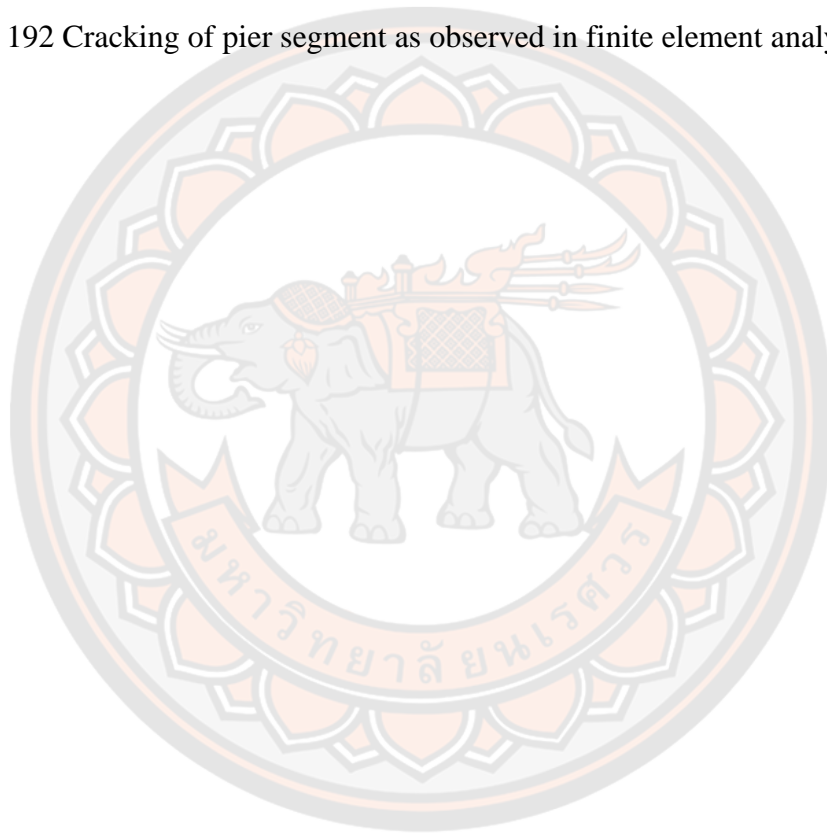 192 Cracking of pier segment as observed in finite element analy
มหาวิทยาลัยนเรศวร